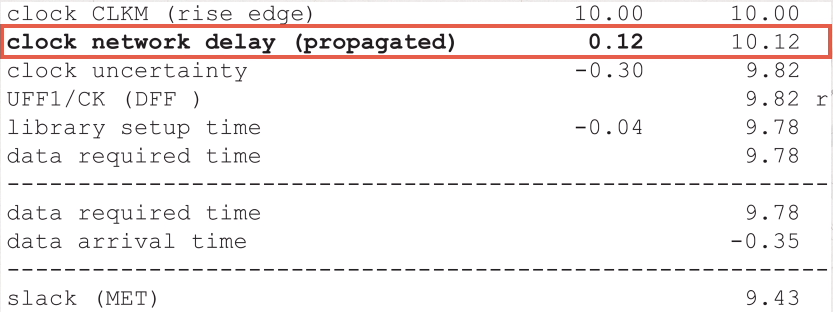 clock CLKM (rise edge) 10.00 10.00
clock network delay (propagated) 0.12 10.12
clock uncertainty -0.30 9.82
UFF1/CK (DFF ) 9.82 r
library setup time -0.04 9.78
data required time 9.78
---------------------------------------------------------
data required time 9.78
data arrival time -0.35
---------------------------------------------------------
slack (MET) 9.43